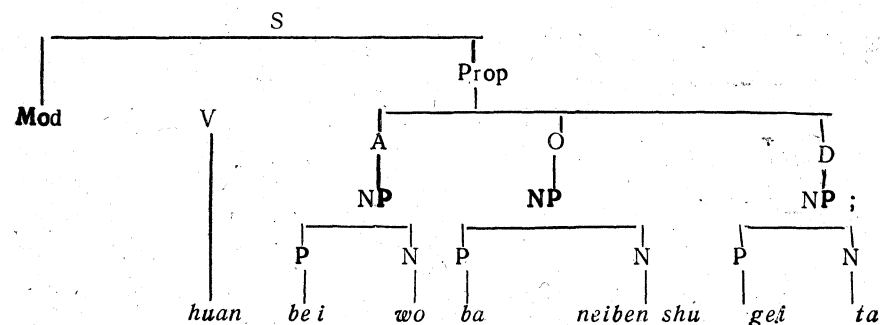 S
Prop
Mod V A O D
NP NP NP ;
P N P N P N
huan bei wo ba neiben shu gei ta